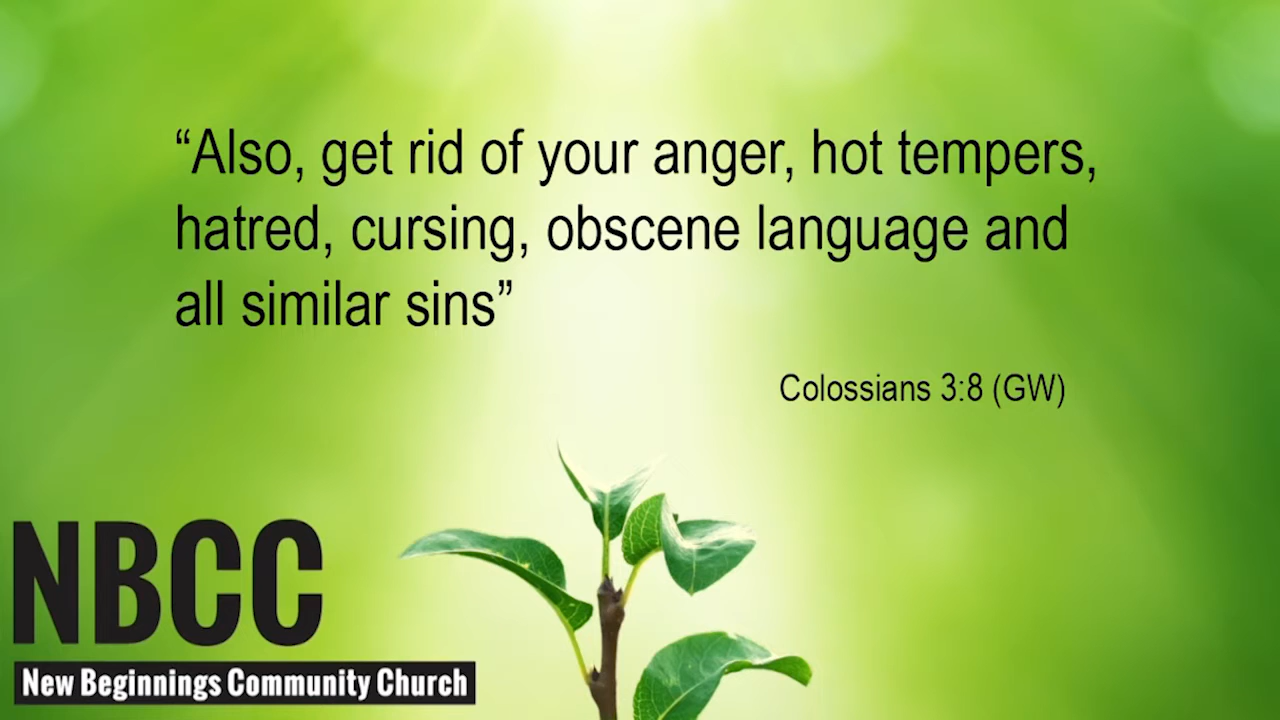 “Also, get rid of your anger, hot tempers,
hatred, cursing, obscene language and
all similar sins”
Colossians 3:8 (GW)
NBCC
New Beginnings Community Church